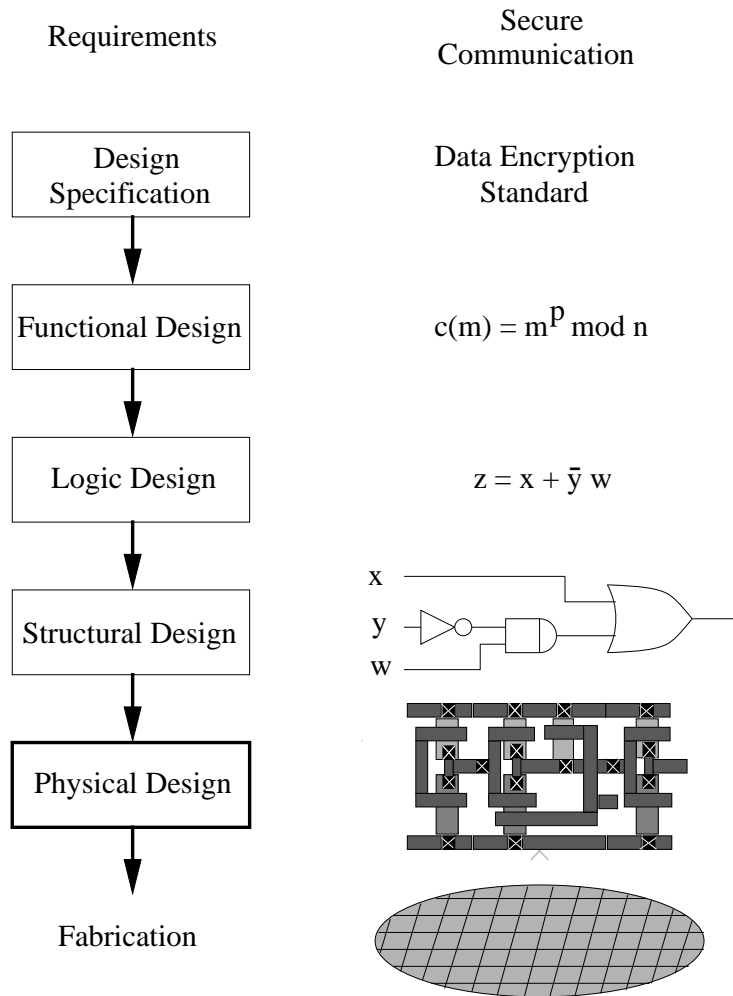 Requirements
Secure
Communication
Design
Specification
Data Encryption
Standard
Functional Design
c(m) = m^p mod n
Logic Design
z = x + ȳ w
Structural Design
x
y
w
Physical Design
Fabrication